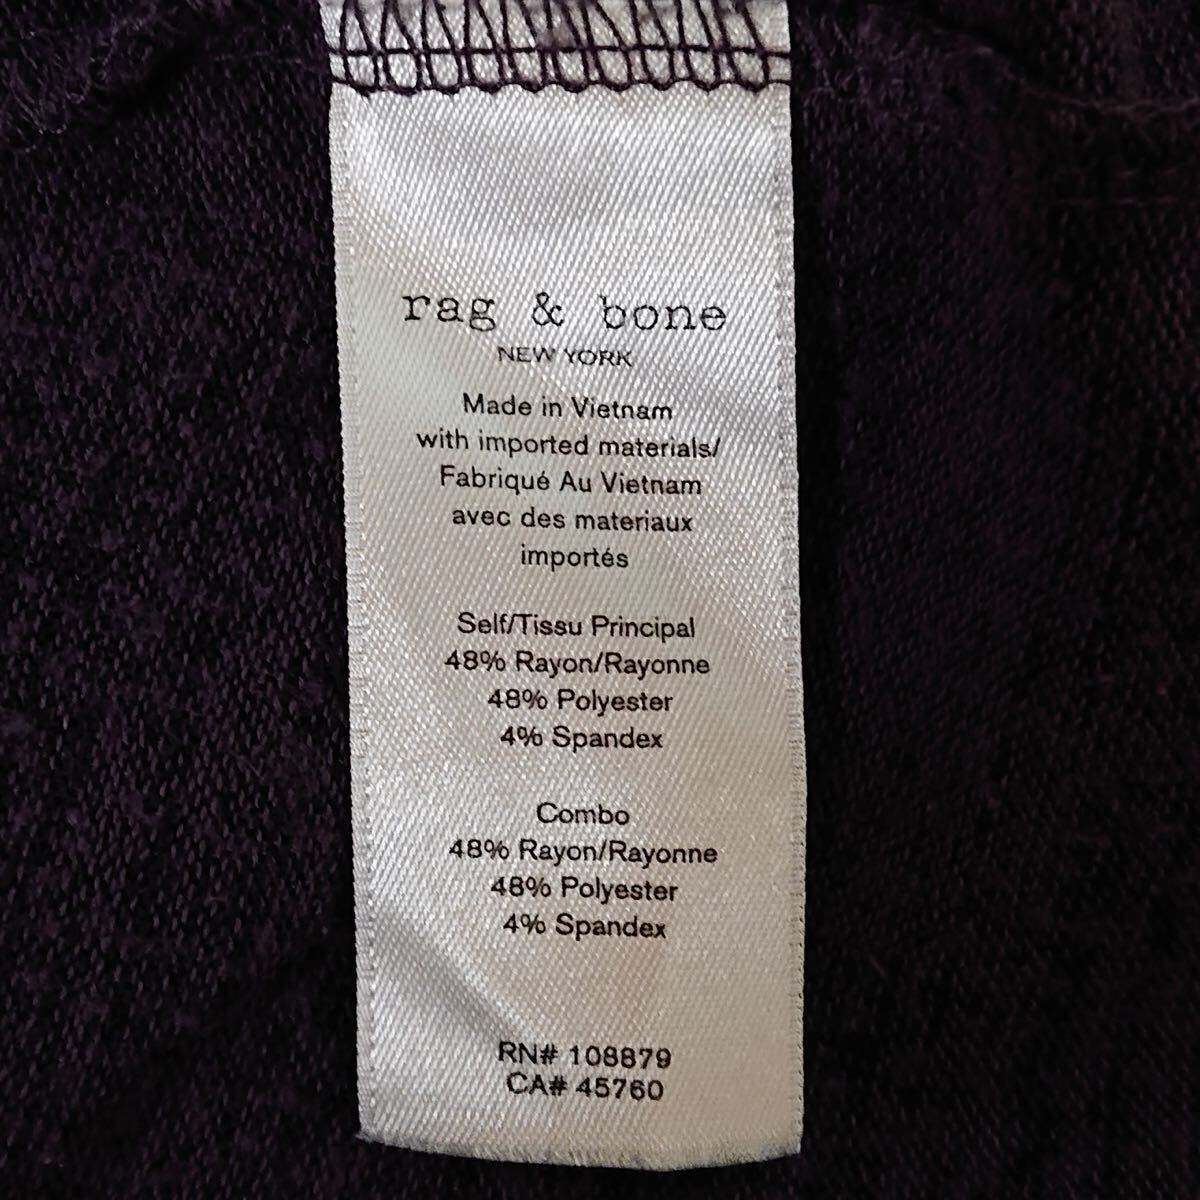 rag & bone
NEW YORK
Made in Vietnam
with imported materials/
Fabriqué Au Vietnam
avec des materiaux
importés
Self/Tissu Principal
48% Rayon/Rayonne
48% Polyester
4% Spandex
Combo
48% Rayon/Rayonne
48% Polyester
4% Spandex
RN# 108879
CA# 45760